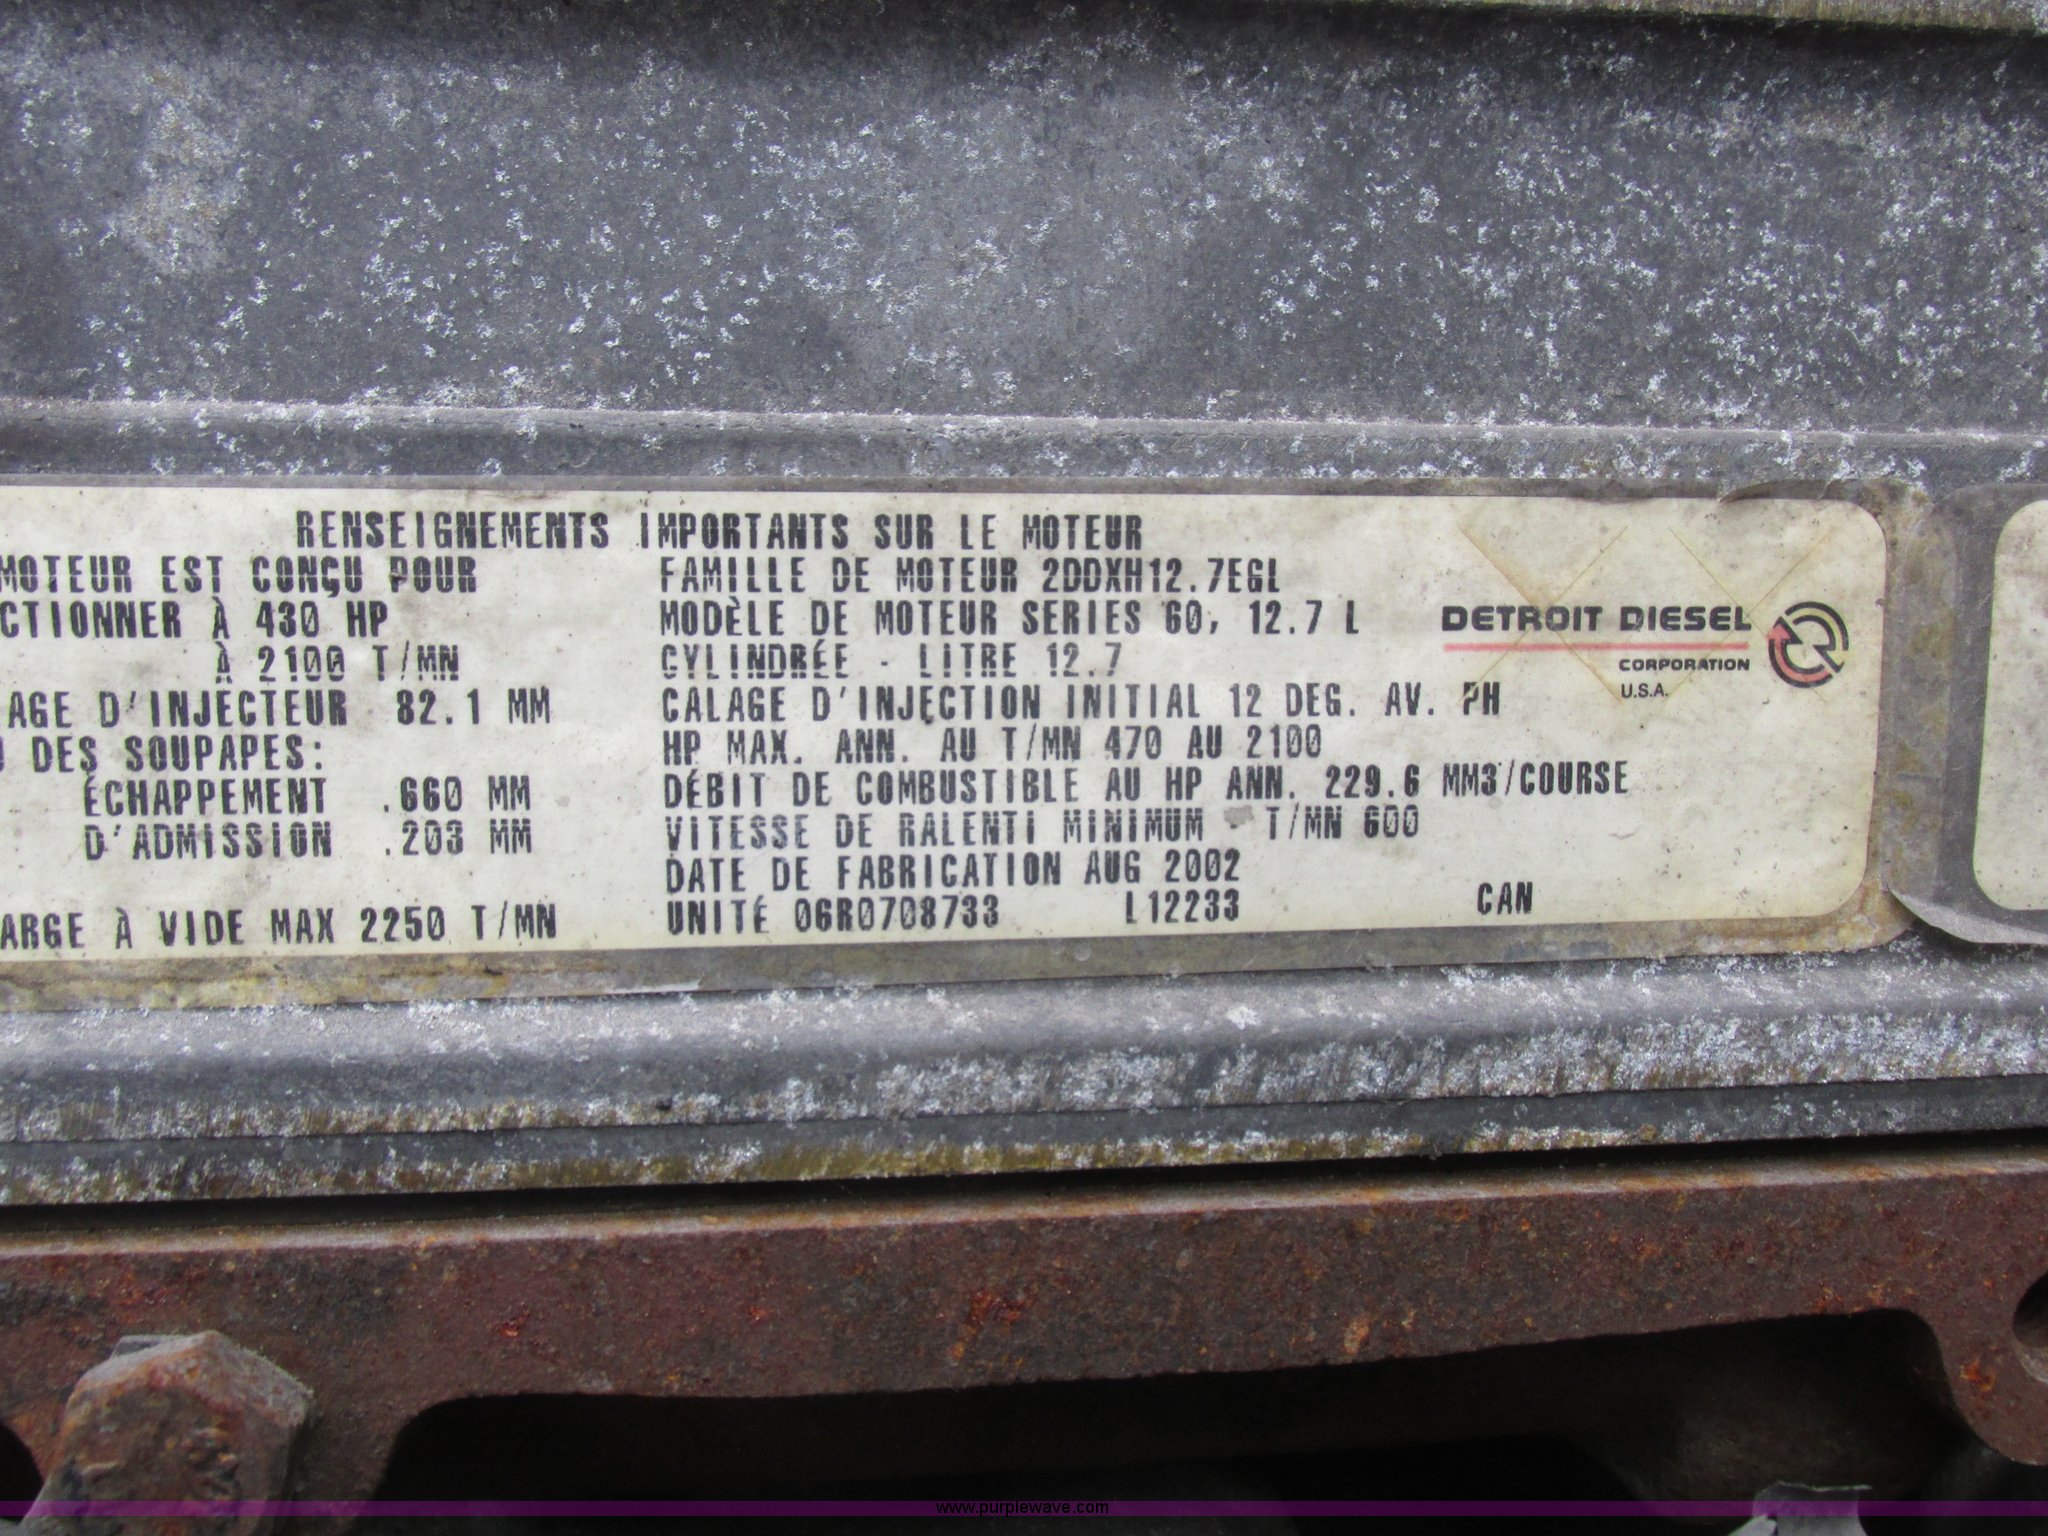 RENSEIGNEMENTS IMPORTANTS SUR LE MOTEUR
MOTEUR EST CONÇU POUR
CTIONNER À 430 HP
À 2100 T/MN
AGE D'INJECTEUR 82.1 MM
DES SOUPAPES:
ÉCHAPPEMENT .660 MM
D'ADMISSION .203 MM
ARGE À VIDE MAX 2250 T/MN
FAMILLE DE MOTEUR 2DDXH12.7EGL
MODÈLE DE MOTEUR SERIES 60, 12.7 L
CYLINDRÉE - LITRE 12.7
CALAGE D'INJECTION INITIAL 12 DEG. AV. PH
HP MAX. ANN. AU T/MN 470 AU 2100
DÉBIT DE COMBUSTIBLE AU HP ANN. 229.6 MM3/COURSE
VITESSE DE RALENTI MINIMUM - T/MN 600
DATE DE FABRICATION AUG 2002
UNITÉ 06R0708733 L12233 CAN
DETROIT DIESEL
CORPORATION
U.S.A.
www.purplewave.com